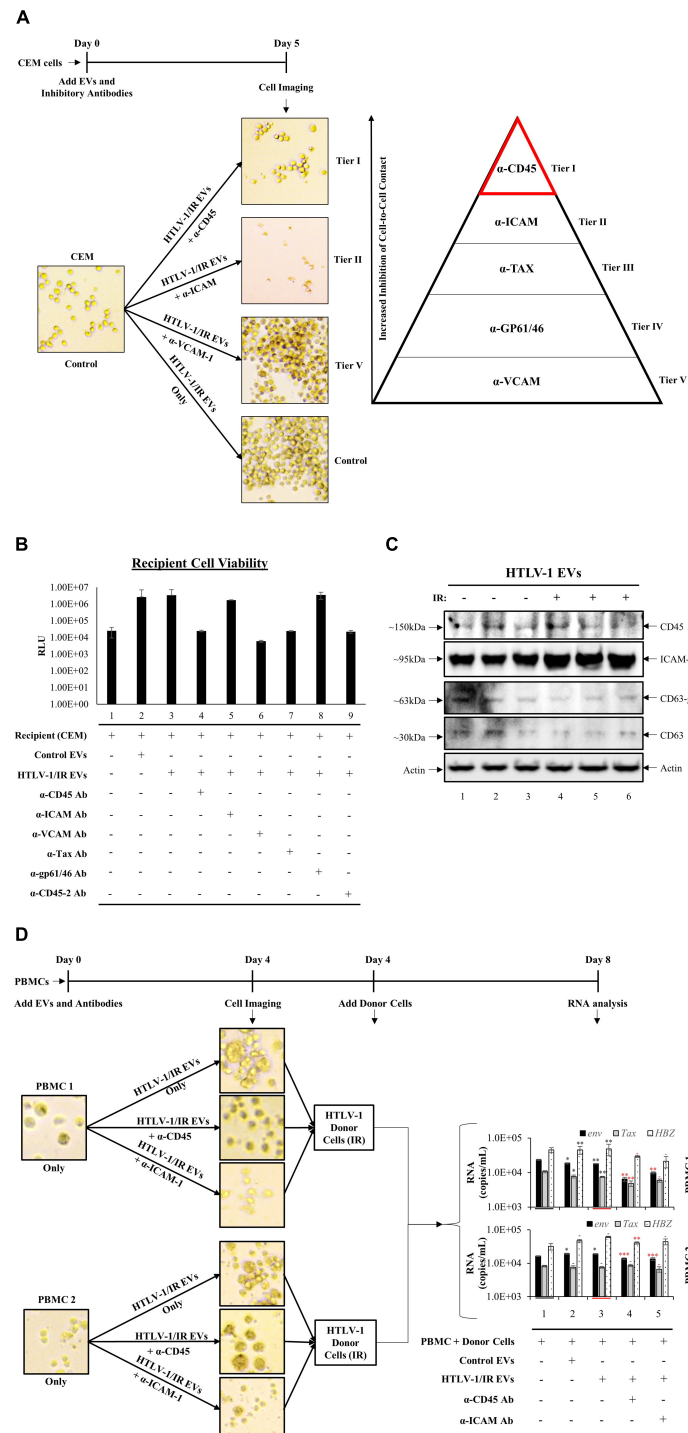 A
Day 0
Day 5
CEM cells
Add EVs and
Inhibitory Antibodies
Cell Imaging
HTLV-1/IR EVs
+ α-CD45
Tier I
HTLV-1/IR EVs
+ α-ICAM
Tier II
CEM
Control
HTLV-1/IR EVs
+ α-VCAM-1
Tier V
HTLV-1/IR EVs
Only
Control
Increased Inhibition of Cell-to-Cell Contact
α-CD45
Tier I
α-ICAM
Tier II
α-TAX
Tier III
α-GP61/46
Tier IV
α-VCAM
Tier V
B
Recipient Cell Viability
RLU
1.00E+07
1.00E+06
1.00E+05
1.00E+04
1.00E+03
1.00E+02
1.00E+01
1.00E+00
1 2 3 4 5 6 7 8 9
Recipient (CEM) + + + + + + + + +
Control EVs - + - - - - - - -
HTLV-1/IR EVs - - + + + + + + +
α-CD45 Ab - - - + - - - - -
α-ICAM Ab - - - - + - - - -
α-VCAM Ab - - - - - + - - -
α-Tax Ab - - - - - - + - -
α-gp61/46 Ab - - - - - - - + -
α-CD45-2 Ab - - - - - - - - +
C
HTLV-1 EVs
IR: - - - + + +
~150kDa CD45
~95kDa ICAM-
~63kDa CD63-
~30kDa CD63
Actin Actin
1 2 3 4 5 6
D
Day 0
Day 4
Day 4
Day 8
PBMCs
Add EVs and Antibodies
Cell Imaging
Add Donor Cells
RNA analysis
PBMC 1
Only
HTLV-1/IR EVs
Only
HTLV-1/IR EVs
+ α-CD45
HTLV-1/IR EVs
+ α-ICAM-1
HTLV-1
Donor
Cells (IR)
PBMC 2
Only
HTLV-1/IR EVs
Only
HTLV-1/IR EVs
+ α-CD45
HTLV-1/IR EVs
+ α-ICAM-1
HTLV-1
Donor
Cells (IR)
env Tax HBZ
RNA
(copies/mL)
1.0E+05
1.0E+04
1.0E+03
* * ** ** ** ** ** ** **
PBMC 1
env Tax HBZ
RNA
(copies/mL)
1.0E+05
1.0E+04
1.0E+03
* * *** ** ***
1 2 3 4 5
PBMC + Donor Cells + + + + +
Control EVs - + - - -
HTLV-1/IR EVs - - + + +
α-CD45 Ab - - - + -
α-ICAM Ab - - - - +